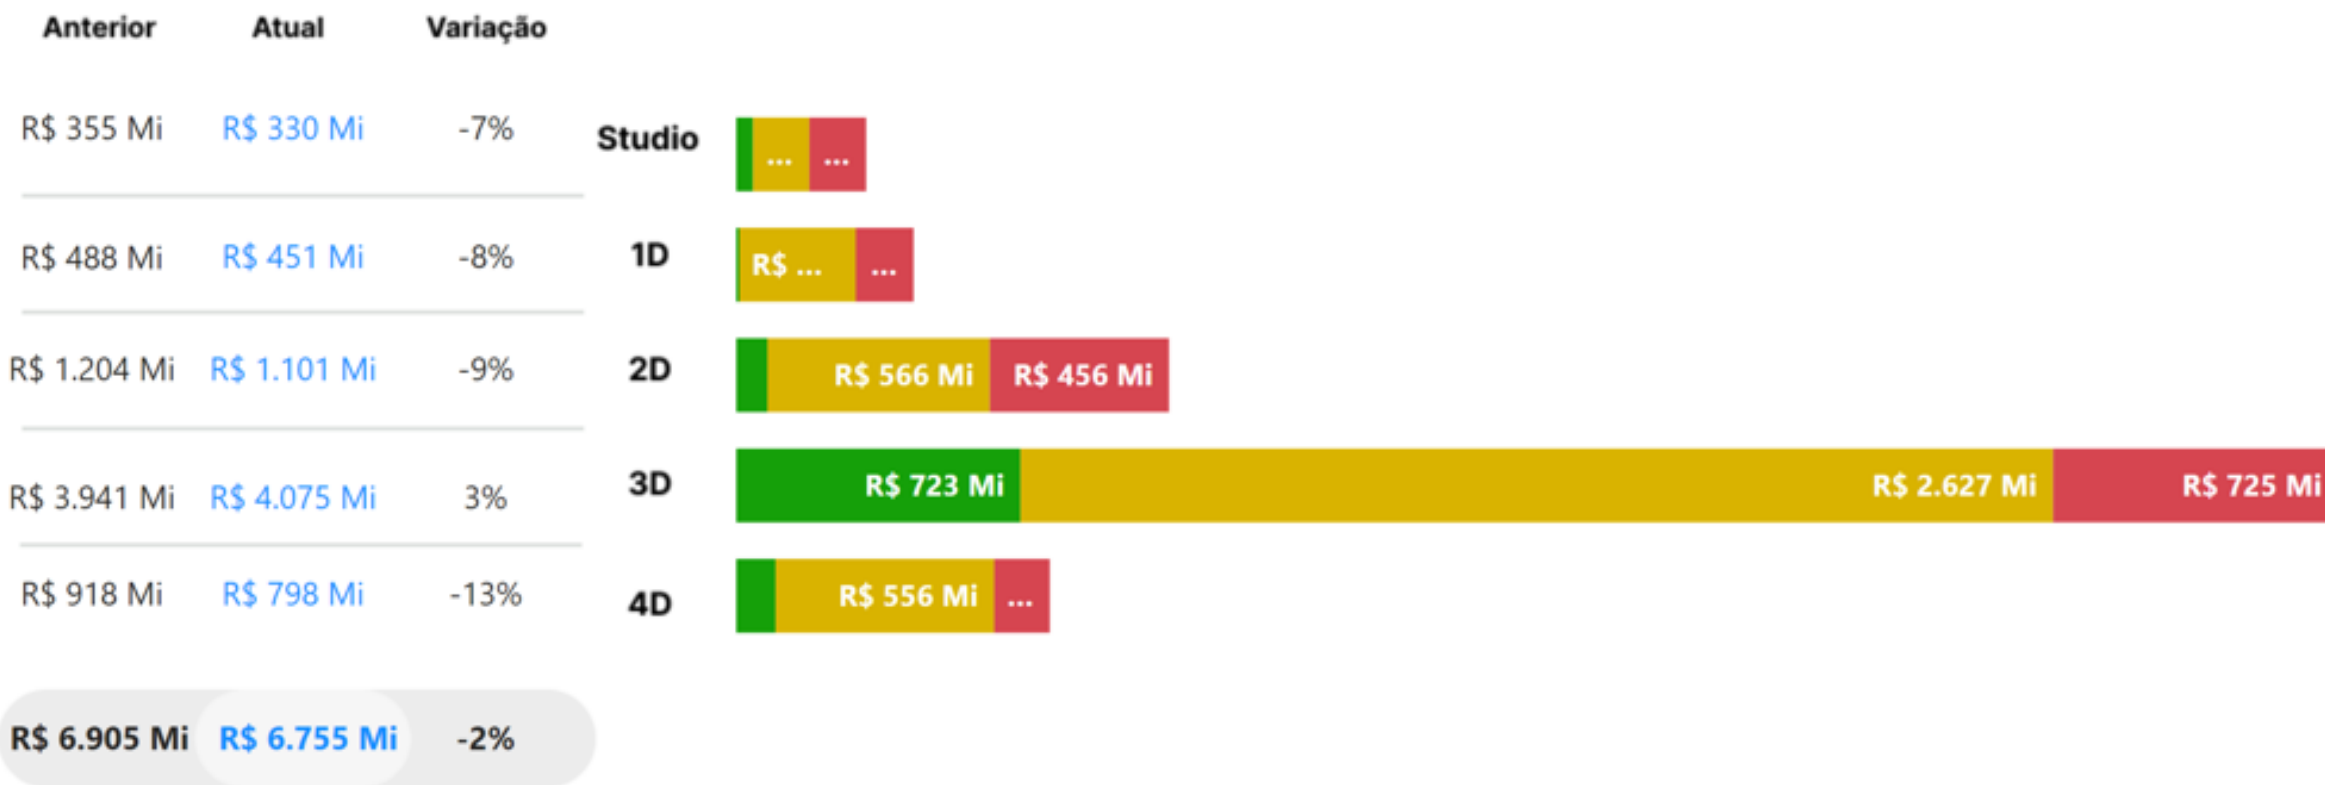 Anterior Atual Variação
R$ 355 Mi R$ 330 Mi -7% Studio ... ...
R$ 488 Mi R$ 451 Mi -8% 1D R$ ... ...
R$ 1.204 Mi R$ 1.101 Mi -9% 2D R$ 566 Mi R$ 456 Mi
R$ 3.941 Mi R$ 4.075 Mi 3% 3D R$ 723 Mi R$ 2.627 Mi R$ 725 Mi
R$ 918 Mi R$ 798 Mi -13% 4D R$ 556 Mi ...
R$ 6.905 Mi R$ 6.755 Mi -2%